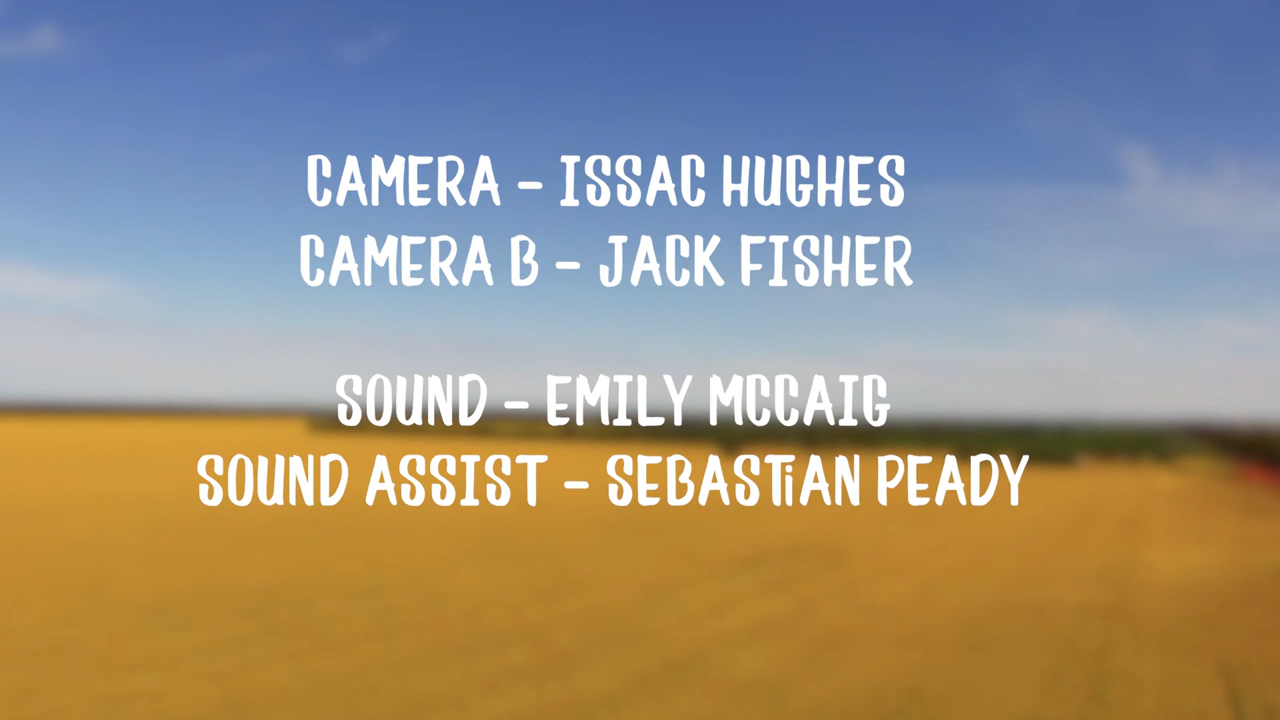 CAMERA - ISSAC HUGHES
CAMERA B - JACK FISHER
SOUND - EMILY MCCAIG
SOUND ASSIST - SEBASTiAN PEADY